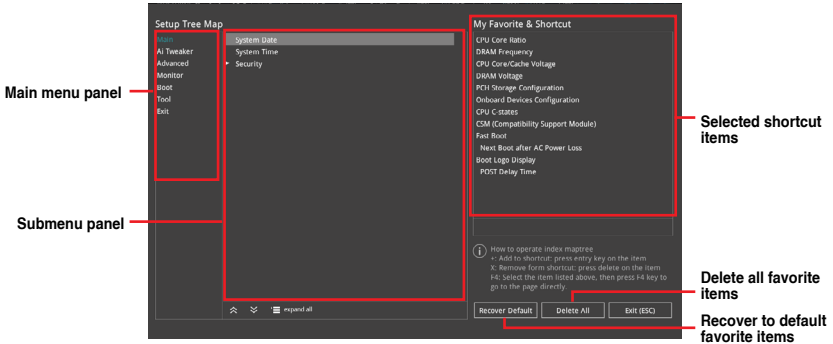 Setup Tree Map
Main
Ai Tweaker
Advanced
Monitor
Boot
Tool
Exit
System Date
System Time
Security
expand all
My Favorite & Shortcut
CPU Core Ratio
DRAM Frequency
CPU Core/Cache Voltage
DRAM Voltage
PCH Storage Configuration
Onboard Devices Configuration
CPU C-states
CSM (Compatibility Support Module)
Fast Boot
Next Boot after AC Power Loss
Boot Logo Display
POST Delay Time
How to operate index maptree
+: Add to shortcut: press entry key on the item
X: Remove form shortcut: press delete on the item
F4: Select the item listed above, then press F4 key to
go to the page directly.
Recover Default
Delete All
Exit (ESC)
Main menu panel
Submenu panel
Selected shortcut
items
Delete all favorite
items
Recover to default
favorite items